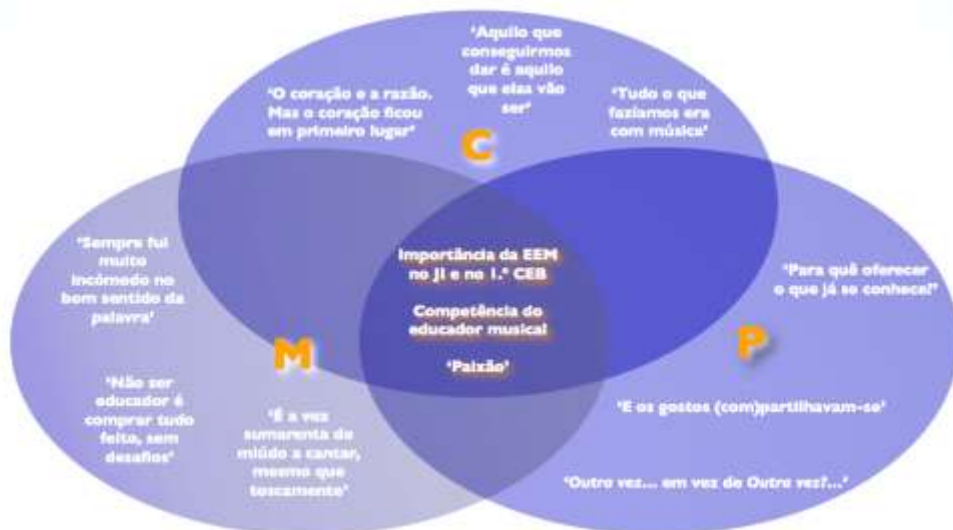 'Aquilo que
conseguirmos
dar é aquilo
que elas vão
ser'
'O coração e a razão.
Mas o coração ficou
em primeiro lugar'
'Tudo o que
fazíamos era
com música'
C
'Sempre fui
muito
incómodo no
bom sentido da
palavra'
Importância da EEM
no JI e no 1.º CEB
Competência do
educador musical
'Paixão'
'Para quê oferecer
o que já se conhece?'
M
P
'Não ser
educador é
comprar tudo
feito, sem
desafios'
'É a vez
sumarenta do
miúdo a cantar,
mesmo que
toscamente'
'E os gostos (com)partilhavam-se'
'Outra vez... em vez de Outra vez?...'